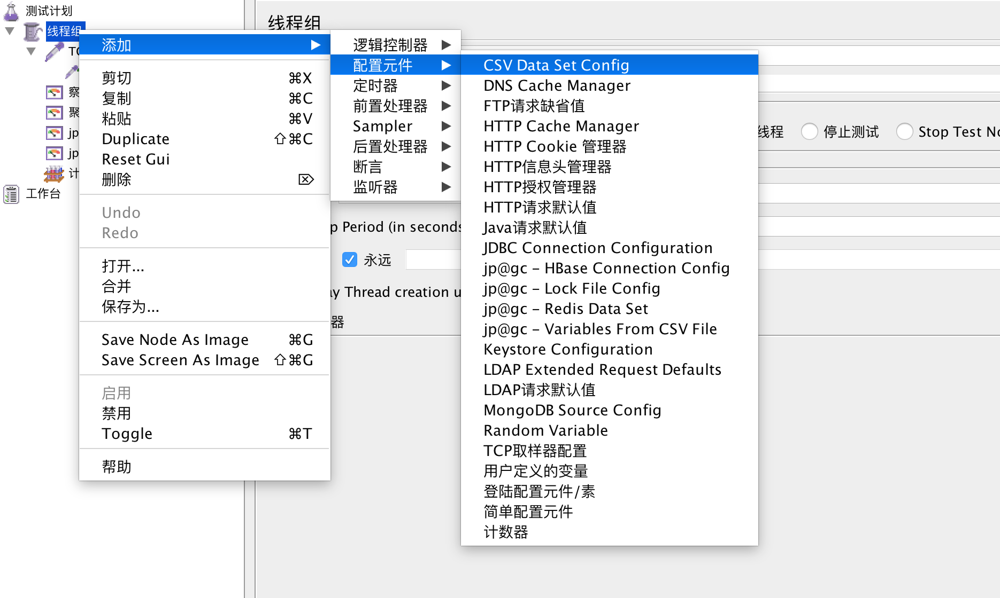 测试计划
线程组
TC
察
聚
jp
jp
计
工作台
添加
剪切 ⌘X
复制 ⌘C
粘贴 ⌘V
Duplicate ⇧⌘C
Reset Gui
删除 ⌦
Undo
Redo
打开...
合并
保存为...
Save Node As Image ⌘G
Save Screen As Image ⇧⌘G
启用
禁用
Toggle ⌘T
帮助
逻辑控制器
配置元件
定时器
前置处理器
Sampler
后置处理器
断言
监听器
CSV Data Set Config
DNS Cache Manager
FTP请求缺省值
HTTP Cache Manager
HTTP Cookie 管理器
HTTP信息头管理器
HTTP授权管理器
HTTP请求默认值
Java请求默认值
JDBC Connection Configuration
jp@gc - HBase Connection Config
jp@gc - Lock File Config
jp@gc - Redis Data Set
jp@gc - Variables From CSV File
Keystore Configuration
LDAP Extended Request Defaults
LDAP请求默认值
MongoDB Source Config
Random Variable
TCP取样器配置
用户定义的变量
登陆配置元件/素
简单配置元件
计数器
线程组
线程 停止测试 Stop Test No
p Period (in seconds
永远
ay Thread creation u
器